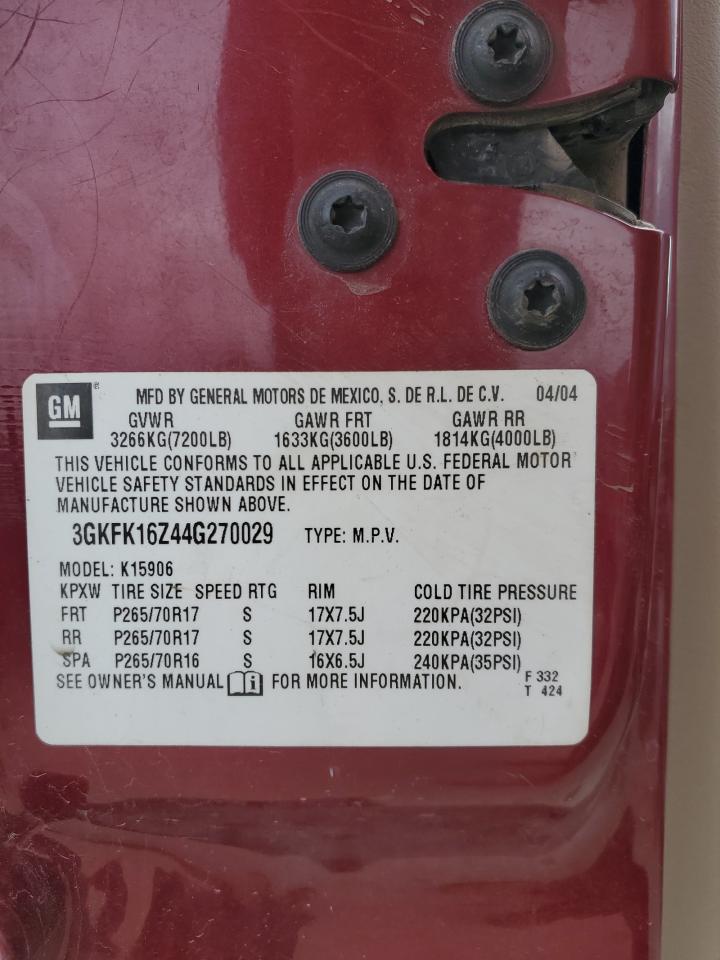 GM ® MFD BY GENERAL MOTORS DE MEXICO, S. DE R.L. DE C.V. 04/04
GVWR GAWR FRT GAWR RR
3266KG(7200LB) 1633KG(3600LB) 1814KG(4000LB)
THIS VEHICLE CONFORMS TO ALL APPLICABLE U.S. FEDERAL MOTOR
VEHICLE SAFETY STANDARDS IN EFFECT ON THE DATE OF
MANUFACTURE SHOWN ABOVE.
3GKFK16Z44G270029 TYPE: M.P.V.
MODEL: K15906
KPXW TIRE SIZE SPEED RTG RIM COLD TIRE PRESSURE
FRT P265/70R17 S 17X7.5J 220KPA(32PSI)
RR P265/70R17 S 17X7.5J 220KPA(32PSI)
SPA P265/70R16 S 16X6.5J 240KPA(35PSI)
SEE OWNER'S MANUAL i FOR MORE INFORMATION. F 332
T 424